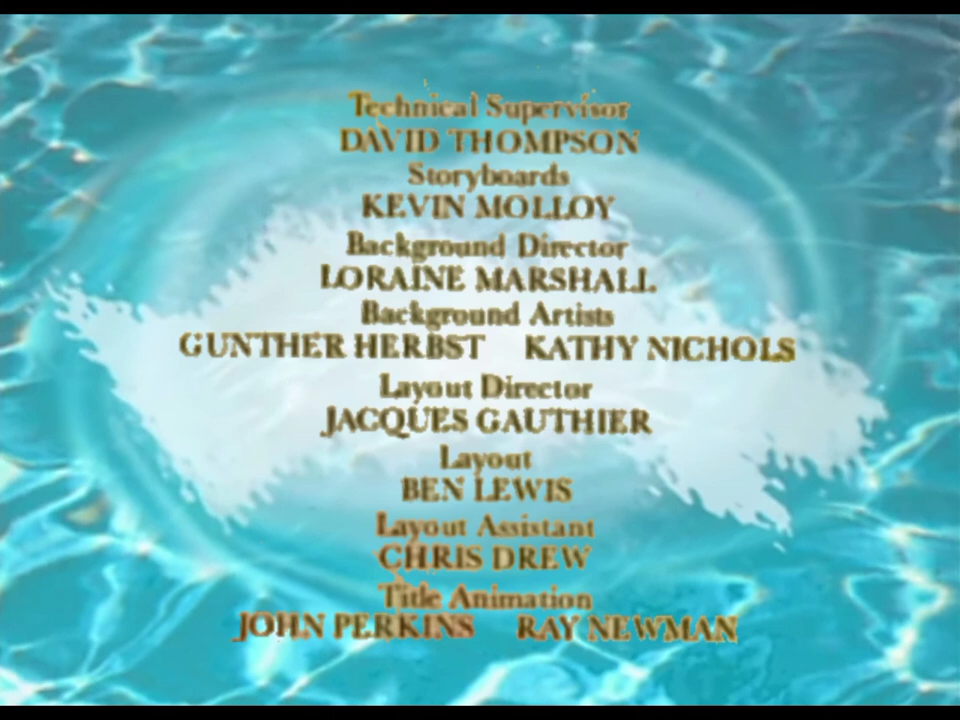 Technical Supervisor
DAVID THOMPSON
Storyboards
KEVIN MOLLOY
Background Director
LORAINE MARSHALL
Background Artists
GUNTHER HERBST KATHY NICHOLS
Layout Director
JACQUES GAUTHIER
Layout
BEN LEWIS
Layout Assistant
CHRIS DREW
Title Animation
JOHN PERKINS RAY NEWMAN